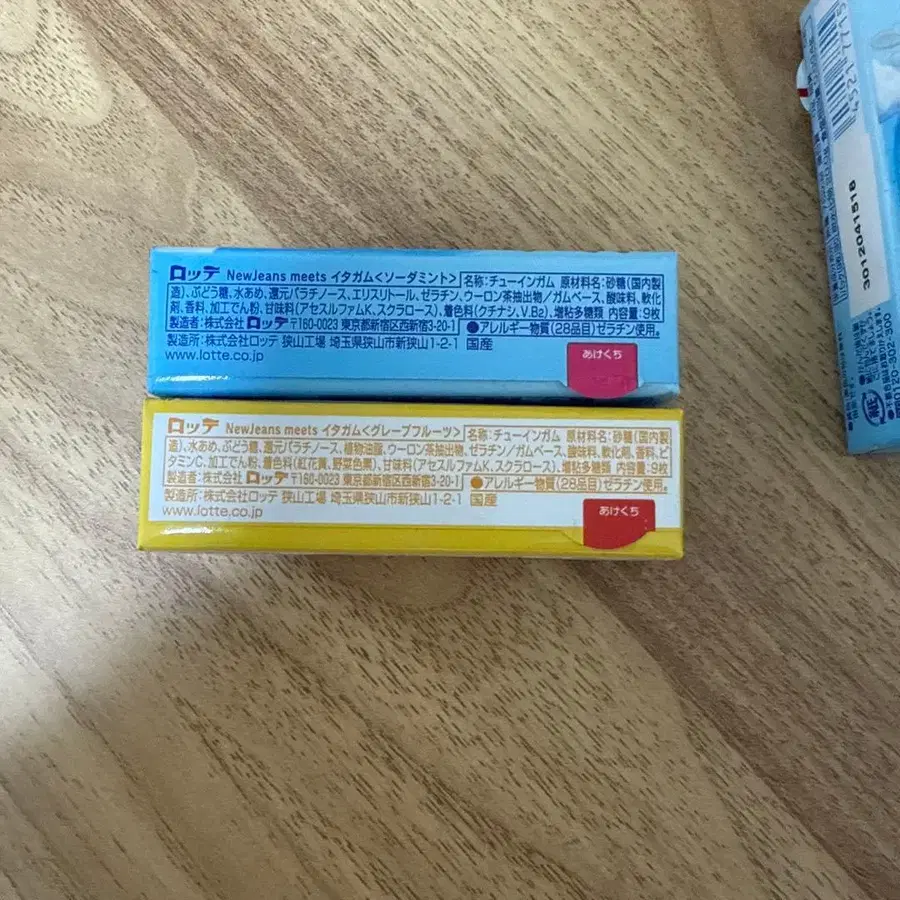 ロッテ NewJeans meets イタガム<ソーダミント> 名称:チューインガム 原材料名:砂糖(国内製
造)、ぶどう糖、水あめ、還元パラチノース、エリスリトール、ゼラチン、ウーロン茶抽出物/ガムベース、酸味料、軟化
剤、香料、加工でん粉、甘味料(アセスルファムK、スクラロース)、着色料(クチナシ、V.B₂)、増粘多糖類 内容量:9枚
製造者:株式会社 ロッテ 〒160-0023 東京都新宿区西新宿3-20-1 ●アレルギー物質(28品目)ゼラチン使用。
製造所:株式会社ロッテ 狭山工場 埼玉県狭山市新狭山1-2-1 国産
www.lotte.co.jp
あけくち
ロッテ NewJeans meets イタガム<グレープフルーツ> 名称:チューインガム 原材料名:砂糖(国内製
造)、水あめ、ぶどう糖、還元パラチノース、植物油脂、ウーロン茶抽出物、ゼラチン/ガムベース、酸味料、軟化剤、香料、ビ
タミンC、加工でん粉、着色料(紅花黄、野菜色素)、甘味料(アセスルファムK、スクラロース)、増粘多糖類 内容量:9枚
製造者:株式会社 ロッテ 〒160-0023 東京都新宿区西新宿3-20-1 ●アレルギー物質(28品目)ゼラチン使用。
製造所:株式会社ロッテ 狭山工場 埼玉県狭山市新狭山1-2-1 国産
www.lotte.co.jp
あけくち
3012041518
0120-302-300